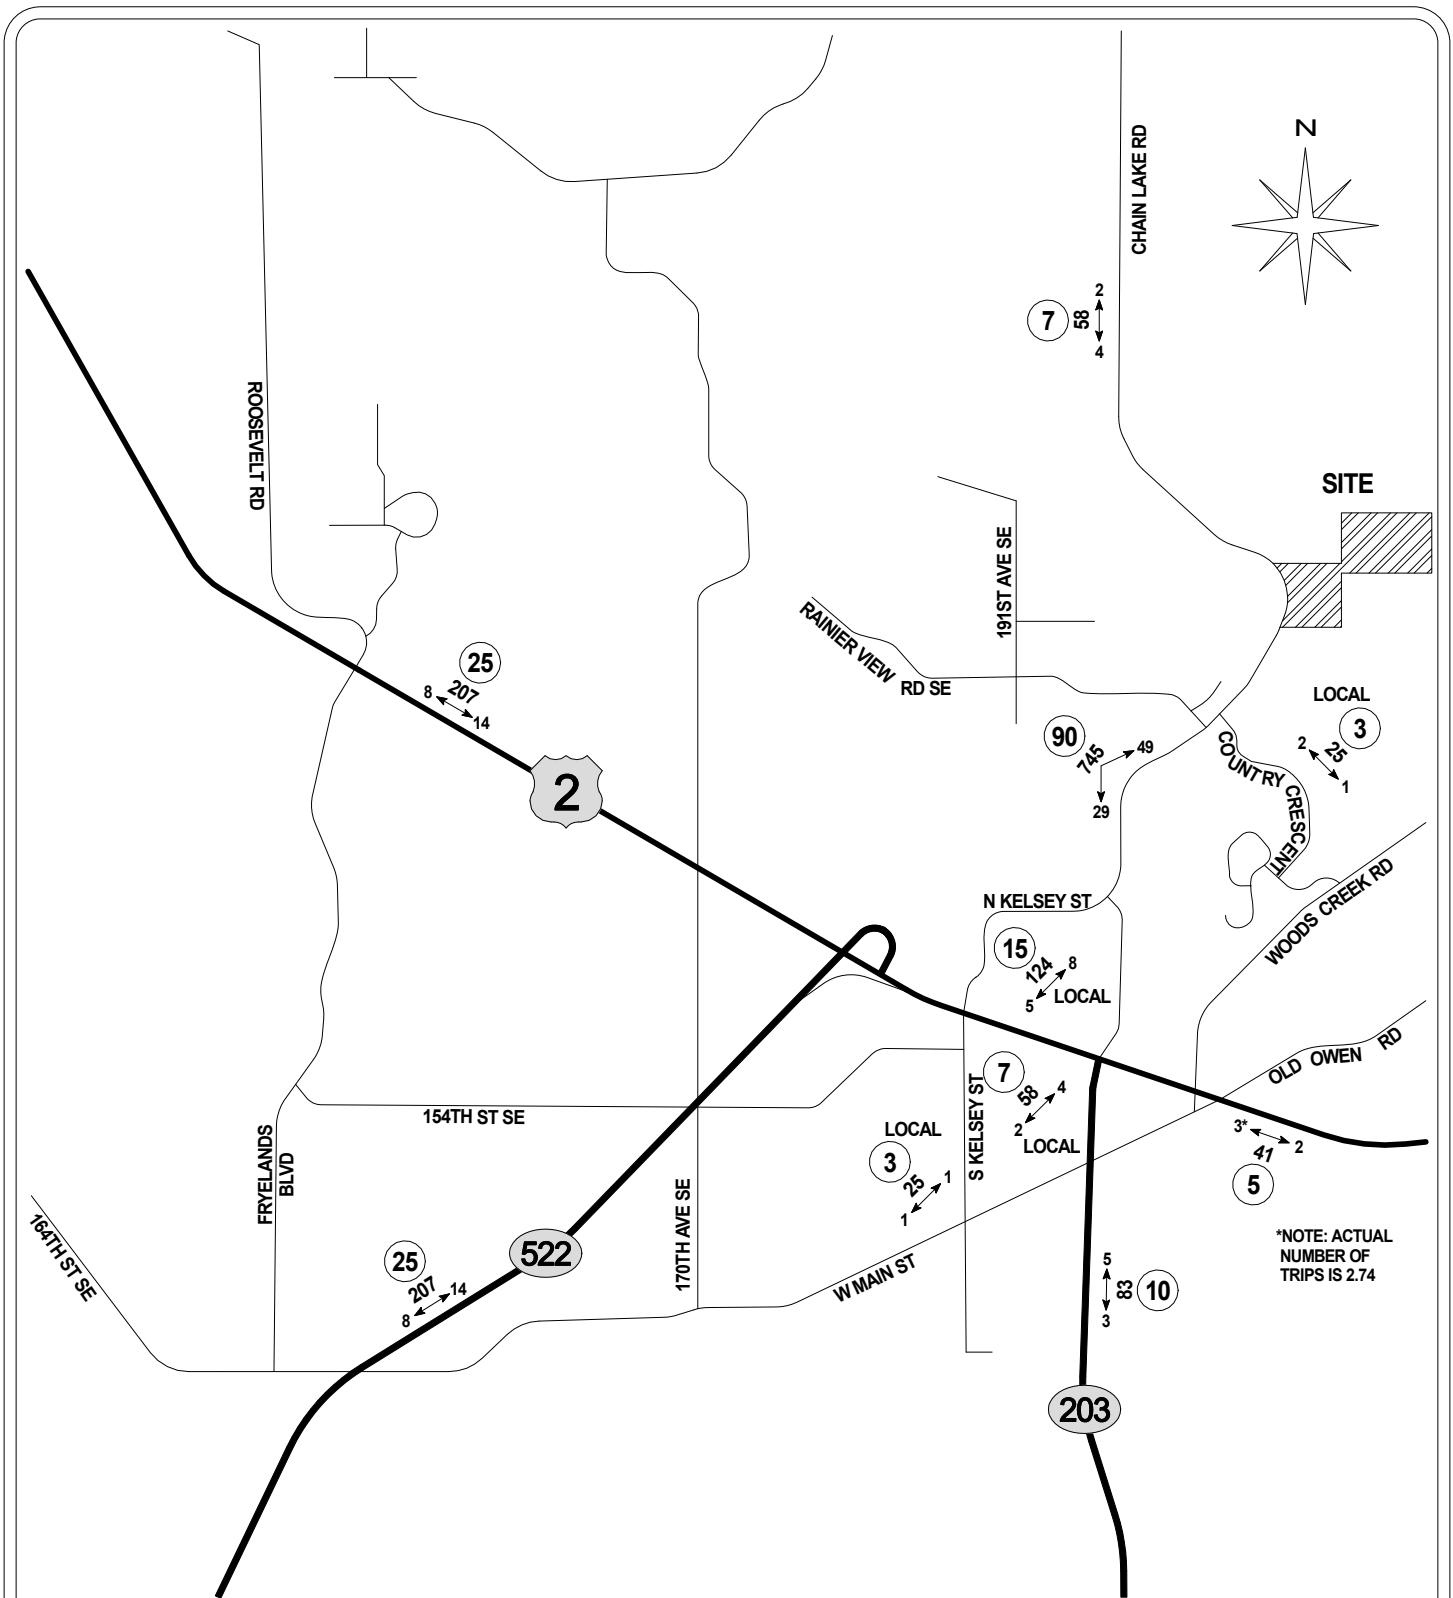 N
CHAIN LAKE RD
2
7
58
4
ROOSEVELT RD
SITE
191ST AVE SE
RAINIER VIEW
RD SE
25
8
207
14
LOCAL
3
2
25
1
90
745
49
29
COUNTRY CRESCENT
2
WOODS CREEK RD
N KELSEY ST
15
124
8
5
LOCAL
OLD OWEN RD
7
58
4
2
LOCAL
S KELSEY ST
154TH ST SE
FRYELANDS
BLVD
LOCAL
3
25
1
1
3*
41
2
5
170TH AVE SE
164TH ST SE
522
25
207
14
8
W MAIN ST
*NOTE: ACTUAL
NUMBER OF
TRIPS IS 2.74
5
83
10
3
203